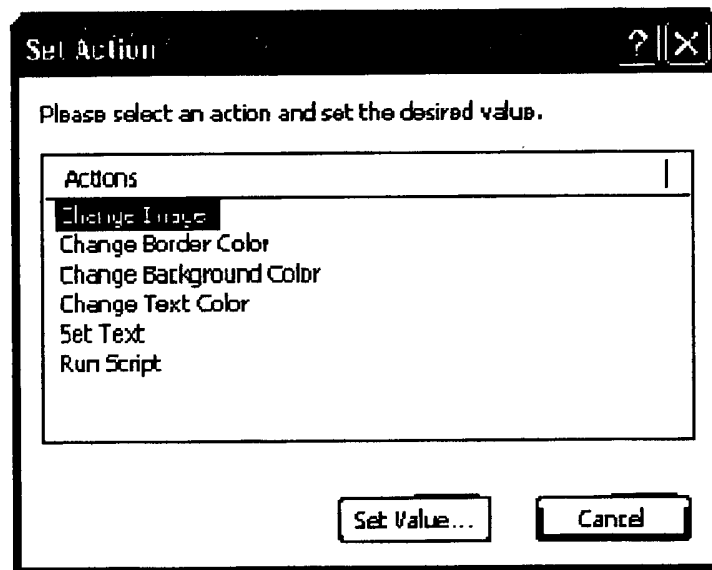 Set Action
Please select an action and set the desired value.
Actions
Change Image
Change Border Color
Change Background Color
Change Text Color
Set Text
Run Script
Set Value...
Cancel